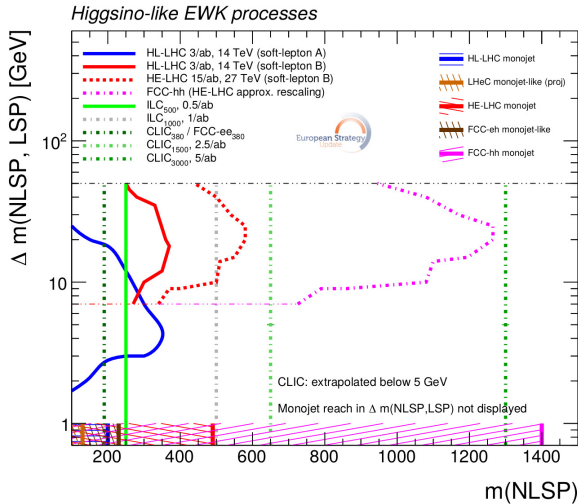 Higgsino-like EWK processes
Δ m(NLSP, LSP) [GeV]
HL-LHC 3/ab, 14 TeV (soft-lepton A)
HL-LHC 3/ab, 14 TeV (soft-lepton B)
HE-LHC 15/ab, 27 TeV (soft-lepton B)
FCC-hh (HE-LHC approx. rescaling)
ILC500, 0.5/ab
ILC1000, 1/ab
CLIC380 / FCC-ee380
CLIC1500, 2.5/ab
CLIC3000, 5/ab
HL-LHC monojet
LHeC monojet-like (proj)
HE-LHC monojet
FCC-eh monojet-like
FCC-hh monojet
European Strategy
Update
10²
10
1
CLIC: extrapolated below 5 GeV
Monojet reach in Δ m(NLSP,LSP) not displayed
200 400 600 800 1000 1200 1400
m(NLSP)